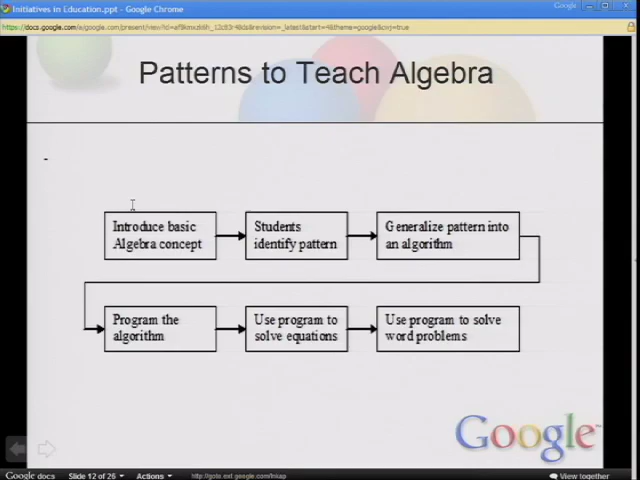 Initiatives in Education.ppt - Google Chrome
Google
Patterns to Teach Algebra
-
Introduce basic
Algebra concept
Students
identify pattern
Generalize pattern into
an algorithm
Program the
algorithm
Use program to
solve equations
Use program to solve
word problems
Google™
Google docs
Slide 12 of 26
Actions
View together